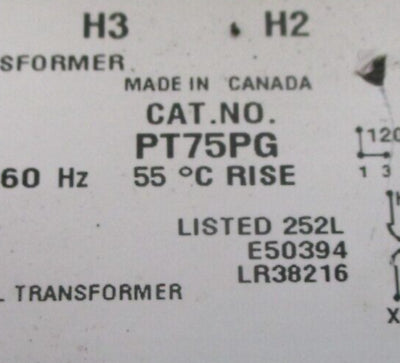 H3 H2
SFORMER
MADE IN CANADA
CAT.NO.
PT75PG
120
60 Hz 55 °C RISE
1 3
LISTED 252L
E50394
LR38216
L TRANSFORMER
X